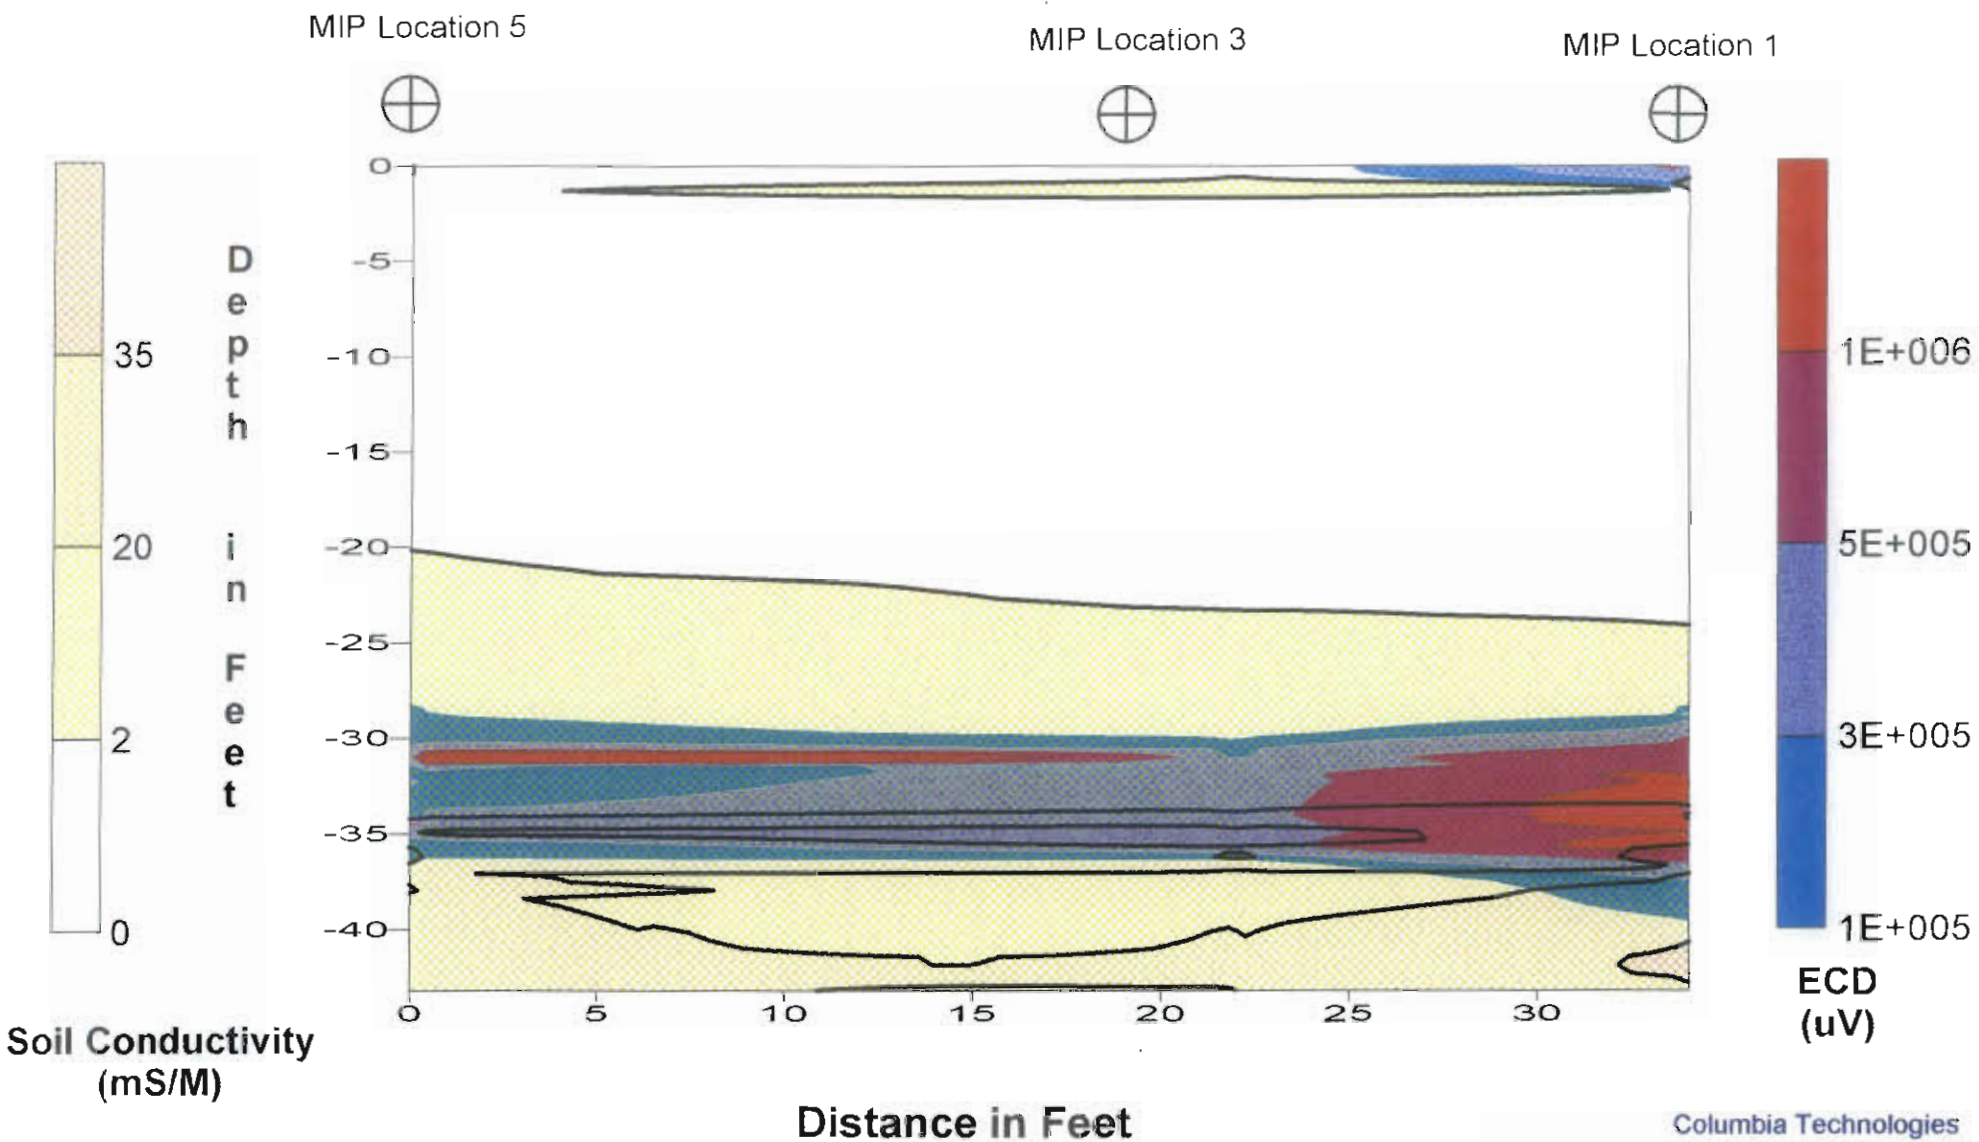 MIP Location 5
MIP Location 3
MIP Location 1
35
20
2
0
Soil Conductivity
(mS/M)
Depth in Feet
0
-5
-10
-15
-20
-25
-30
-35
-40
0
5
10
15
20
25
30
Distance in Feet
1E+006
5E+005
3E+005
1E+005
ECD
(uV)
Columbia Technologies